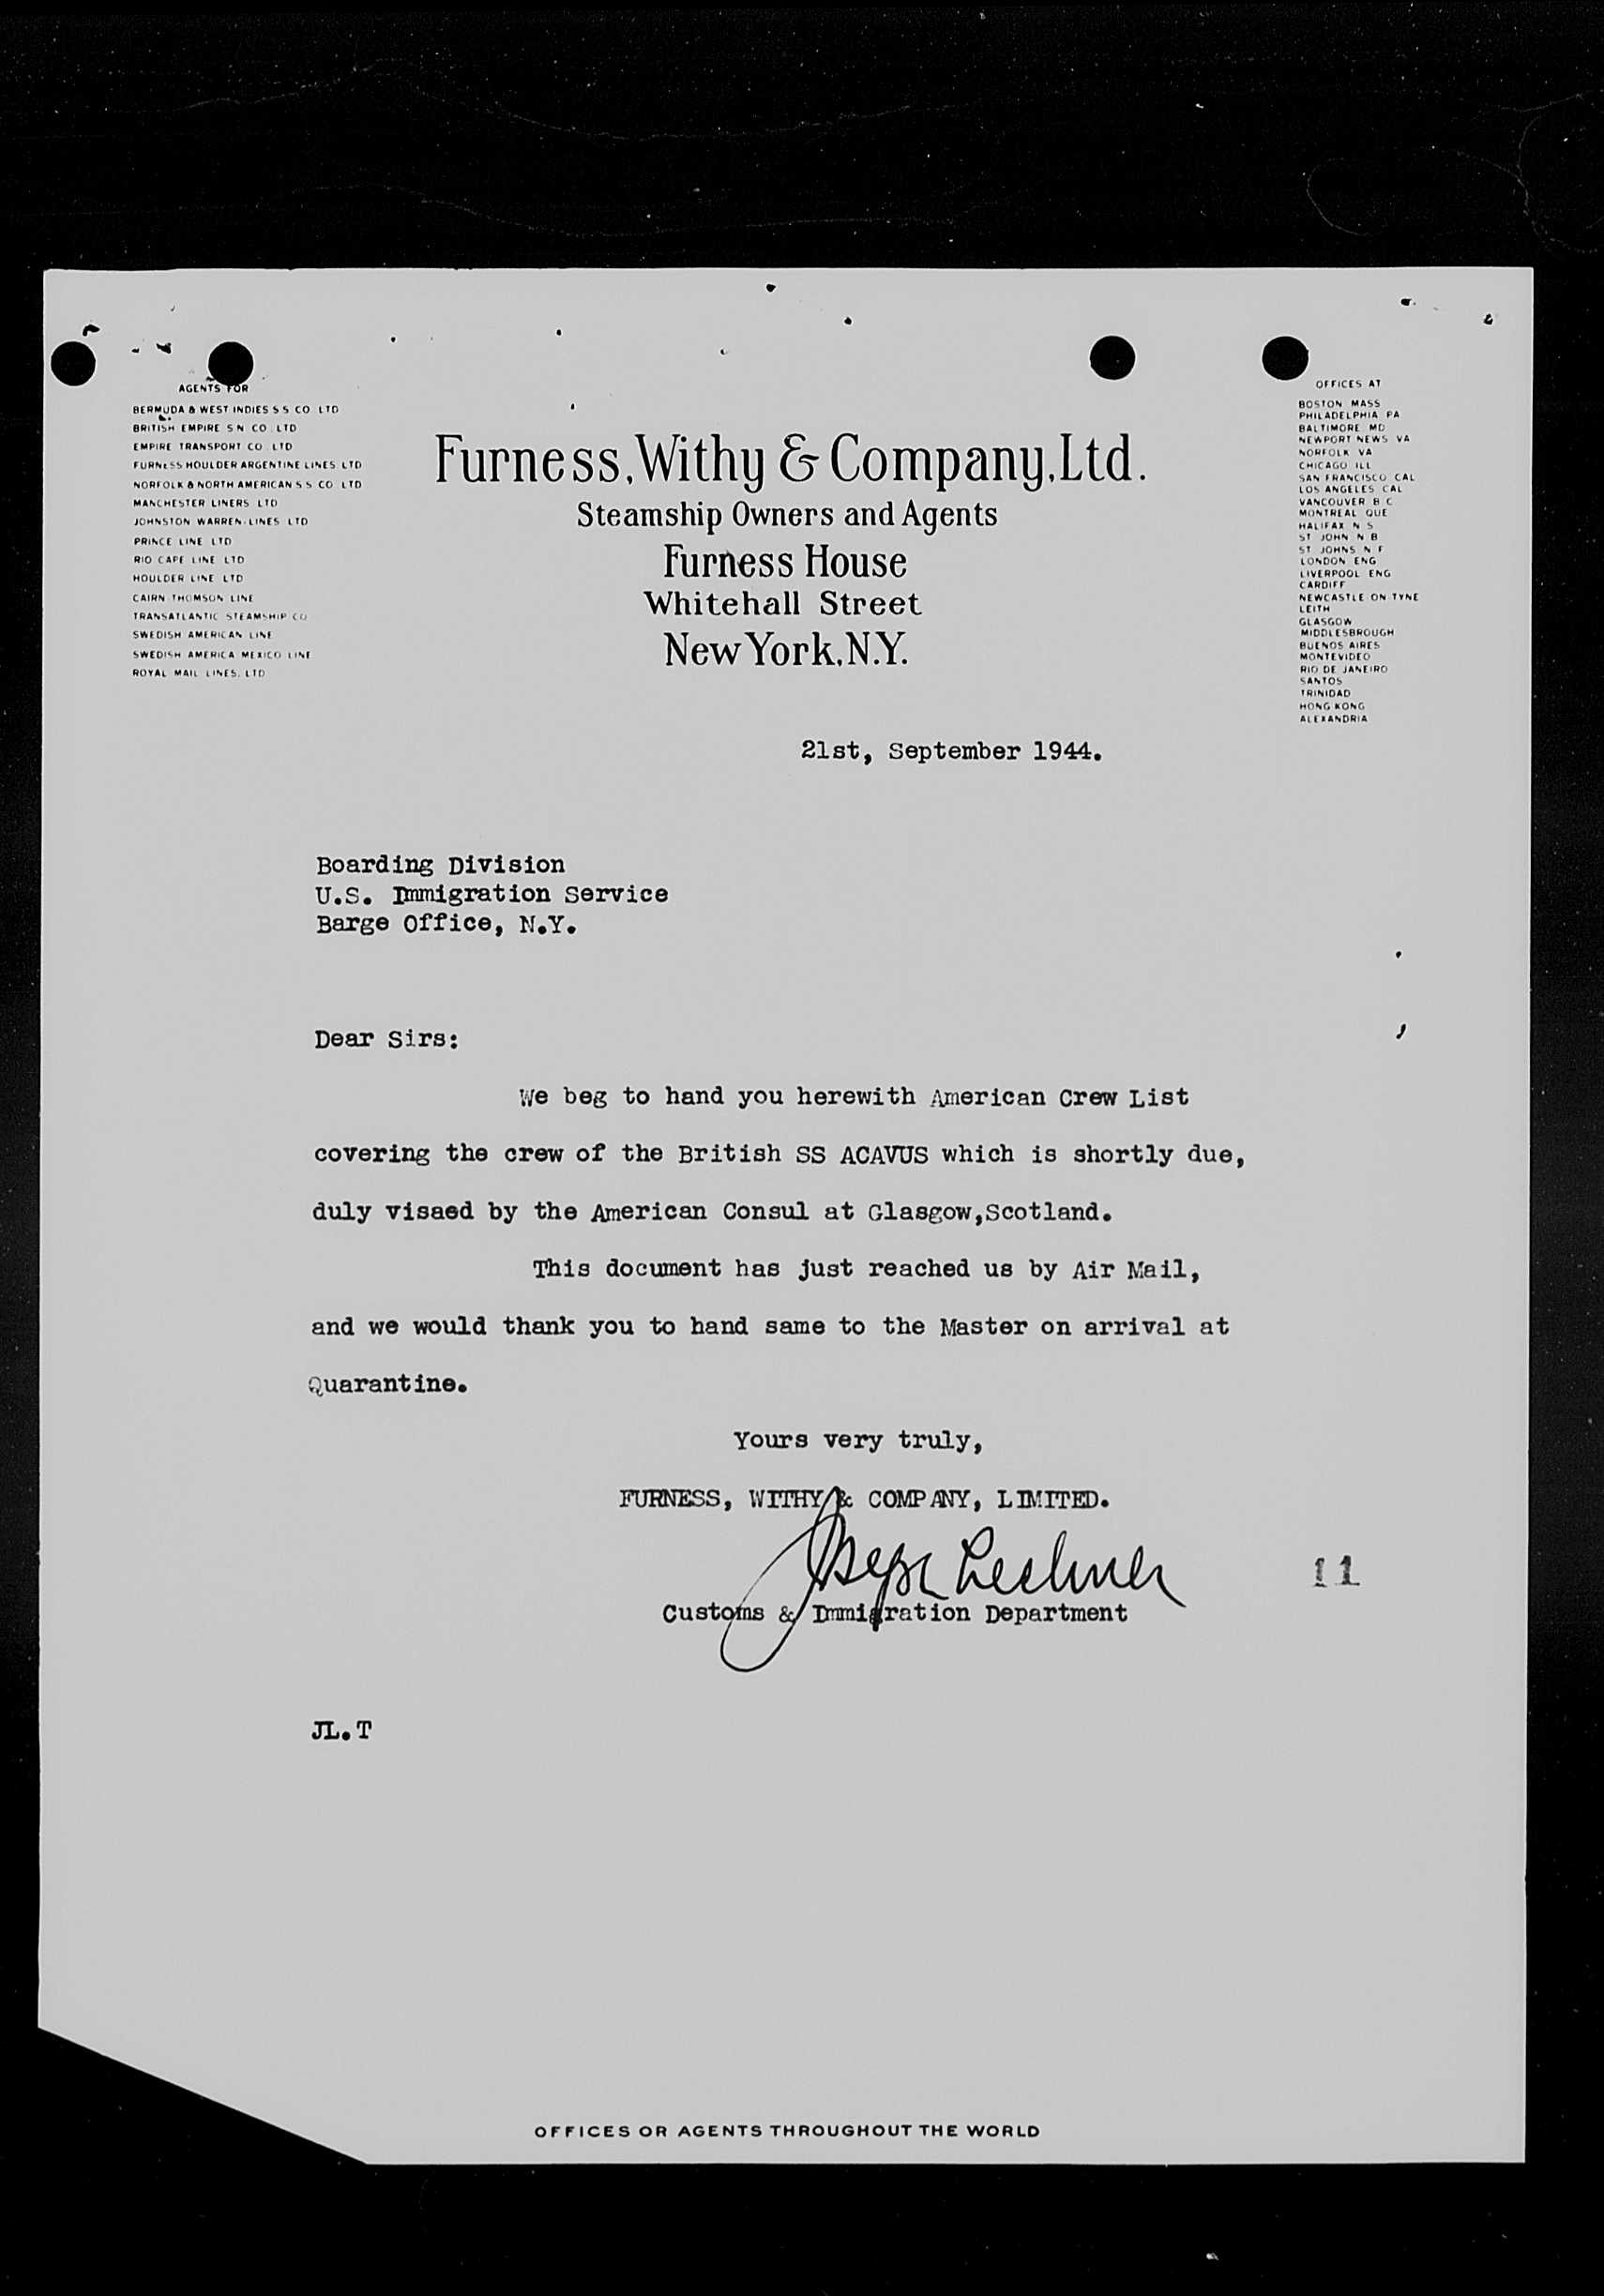 AGENTS FOR
BERMUDA & WEST INDIES S S CO LTD
BRITISH EMPIRE S N CO LTD
EMPIRE TRANSPORT CO LTD
FURNESS HOULDER ARGENTINE LINES LTD
NORFOLK & NORTH AMERICAN S S CO LTD
MANCHESTER LINERS LTD
JOHNSTON WARREN LINES LTD
PRINCE LINE LTD
RIO CAPE LINE LTD
HOULDER LINE LTD
CAIRN THOMSON LINE
TRANSATLANTIC STEAMSHIP CO
SWEDISH AMERICAN LINE
SWEDISH AMERICA MEXICO LINE
ROYAL MAIL LINES, LTD
Furness, Withy & Company, Ltd.
Steamship Owners and Agents
Furness House
Whitehall Street
New York, N.Y.
OFFICES AT
BOSTON MASS
PHILADELPHIA PA
BALTIMORE MD
NEWPORT NEWS VA
NORFOLK VA
CHICAGO ILL
SAN FRANCISCO CAL
LOS ANGELES CAL
VANCOUVER B C
MONTREAL QUE
HALIFAX N S
ST JOHN N B
ST JOHNS N F
LONDON ENG
LIVERPOOL ENG
CARDIFF
NEWCASTLE ON TYNE
LEITH
GLASGOW
MIDDLESBROUGH
BUENOS AIRES
MONTEVIDEO
RIO DE JANEIRO
SANTOS
TRINIDAD
HONG KONG
ALEXANDRIA
21st, September 1944.
Boarding Division
U.S. Immigration Service
Barge Office, N.Y.
Dear Sirs:
We beg to hand you herewith American Crew List
covering the crew of the British SS ACAVUS which is shortly due,
duly visaed by the American Consul at Glasgow,Scotland.
This document has just reached us by Air Mail,
and we would thank you to hand same to the Master on arrival at
Quarantine.
Yours very truly,
FURNESS, WITHY & COMPANY, LIMITED.
Joseph Lechner
Customs & Immigration Department
11
JL.T
OFFICES OR AGENTS THROUGHOUT THE WORLD